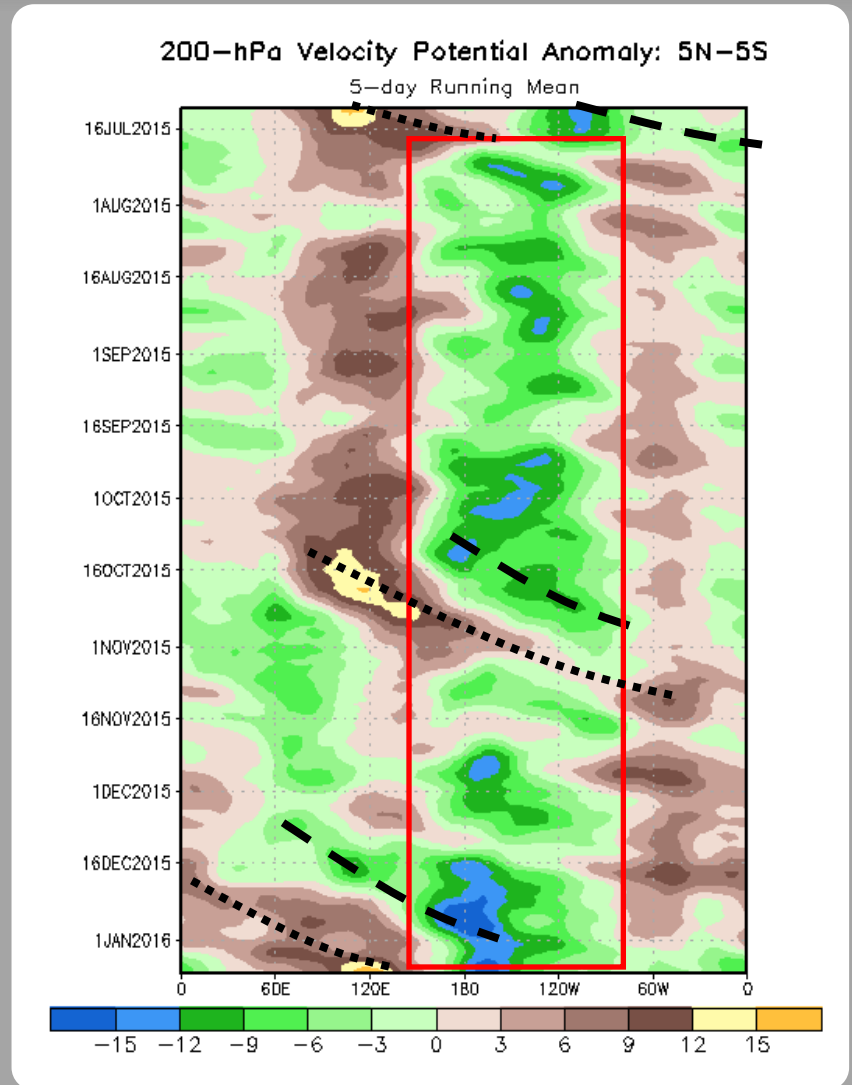 200-hPa Velocity Potential Anomaly: 5N-5S
5-day Running Mean
16JUL2015
1AUG2015
16AUG2015
1SEP2015
16SEP2015
1OCT2015
16OCT2015
1NOV2015
16NOV2015
1DEC2015
16DEC2015
1JAN2016
0 60E 120E 180 120W 60W 0
-15 -12 -9 -6 -3 0 3 6 9 12 15